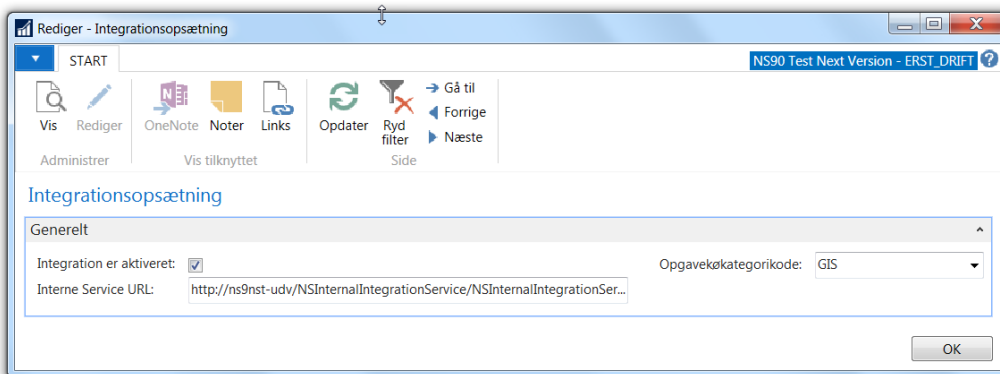 Rediger - Integrationsopsætning
START
NS90 Test Next Version - ERST_DRIFT
Vis
Rediger
OneNote
Noter
Links
Opdater
Ryd
filter
Gå til
Forrige
Næste
Administrer
Vis tilknyttet
Side
Integrationsopsætning
Generelt
Integration er aktiveret:
Opgavekøkategorikode: GIS
Interne Service URL: http://ns9nst-udv/NSInternalIntegrationService/NSInternalIntegrationSer...
OK